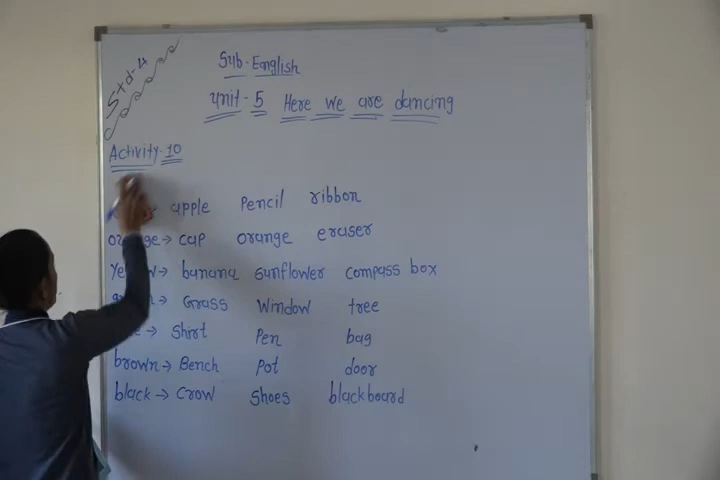 Std-4
Sub-English
Unit-5 Here we are dancing
Activity-10
apple Pencil ribbon
→ cap orange eraser
→ banana sunflower compass box
→ Grass Window tree
→ Shirt Pen bag
brown → Bench Pot door
black → Crow Shoes blackboard